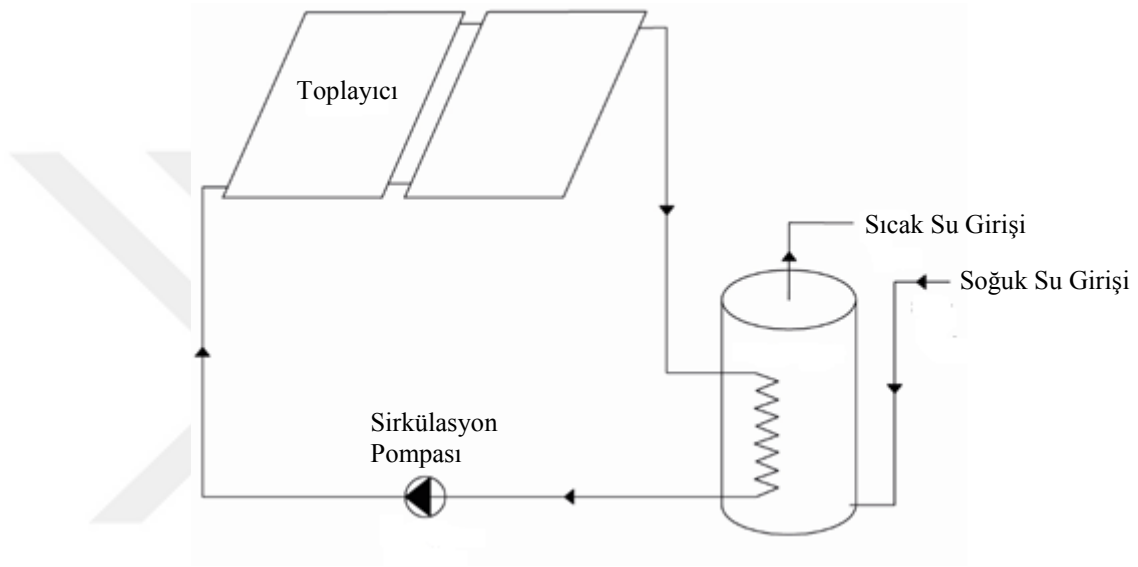 Toplayıcı
Sıcak Su Girişi
Soğuk Su Girişi
Sirkülasyon
Pompası